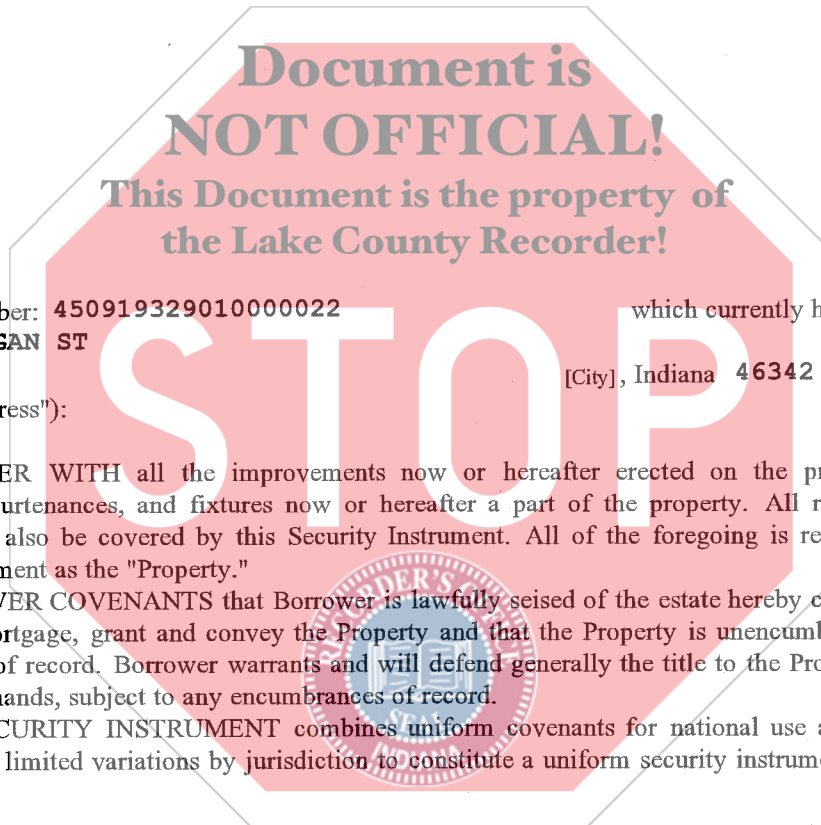 Document is
NOT OFFICIAL!
This Document is the property of
the Lake County Recorder!
ber: 450919329010000022 which currently h
GAN ST
[City], Indiana 46342
ress"):
STOP
ER WITH all the improvements now or hereafter erected on the pr
urtenances, and fixtures now or hereafter a part of the property. All r
also be covered by this Security Instrument. All of the foregoing is re
ment as the "Property."
VER COVENANTS that Borrower is lawfully seised of the estate hereby c
ortgage, grant and convey the Property and that the Property is unencumb
of record. Borrower warrants and will defend generally the title to the Pro
nands, subject to any encumbrances of record.
CURITY INSTRUMENT combines uniform covenants for national use a
limited variations by jurisdiction to constitute a uniform security instrume
SEAL
INDIANA